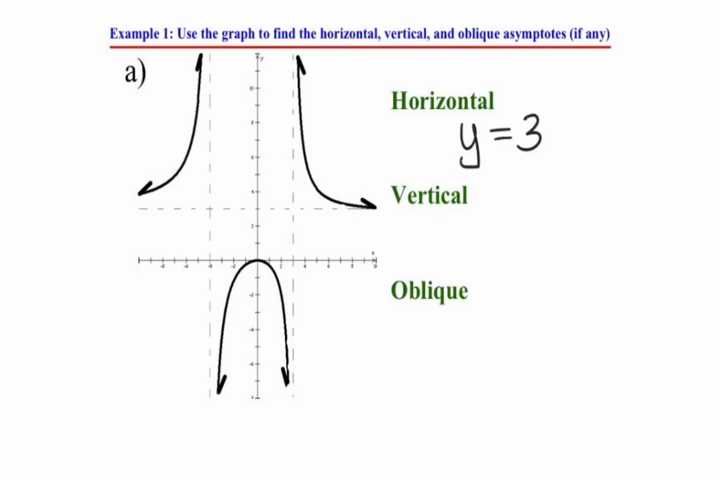 Example 1: Use the graph to find the horizontal, vertical, and oblique asymptotes (if any)
a)
Horizontal
y = 3
Vertical
Oblique